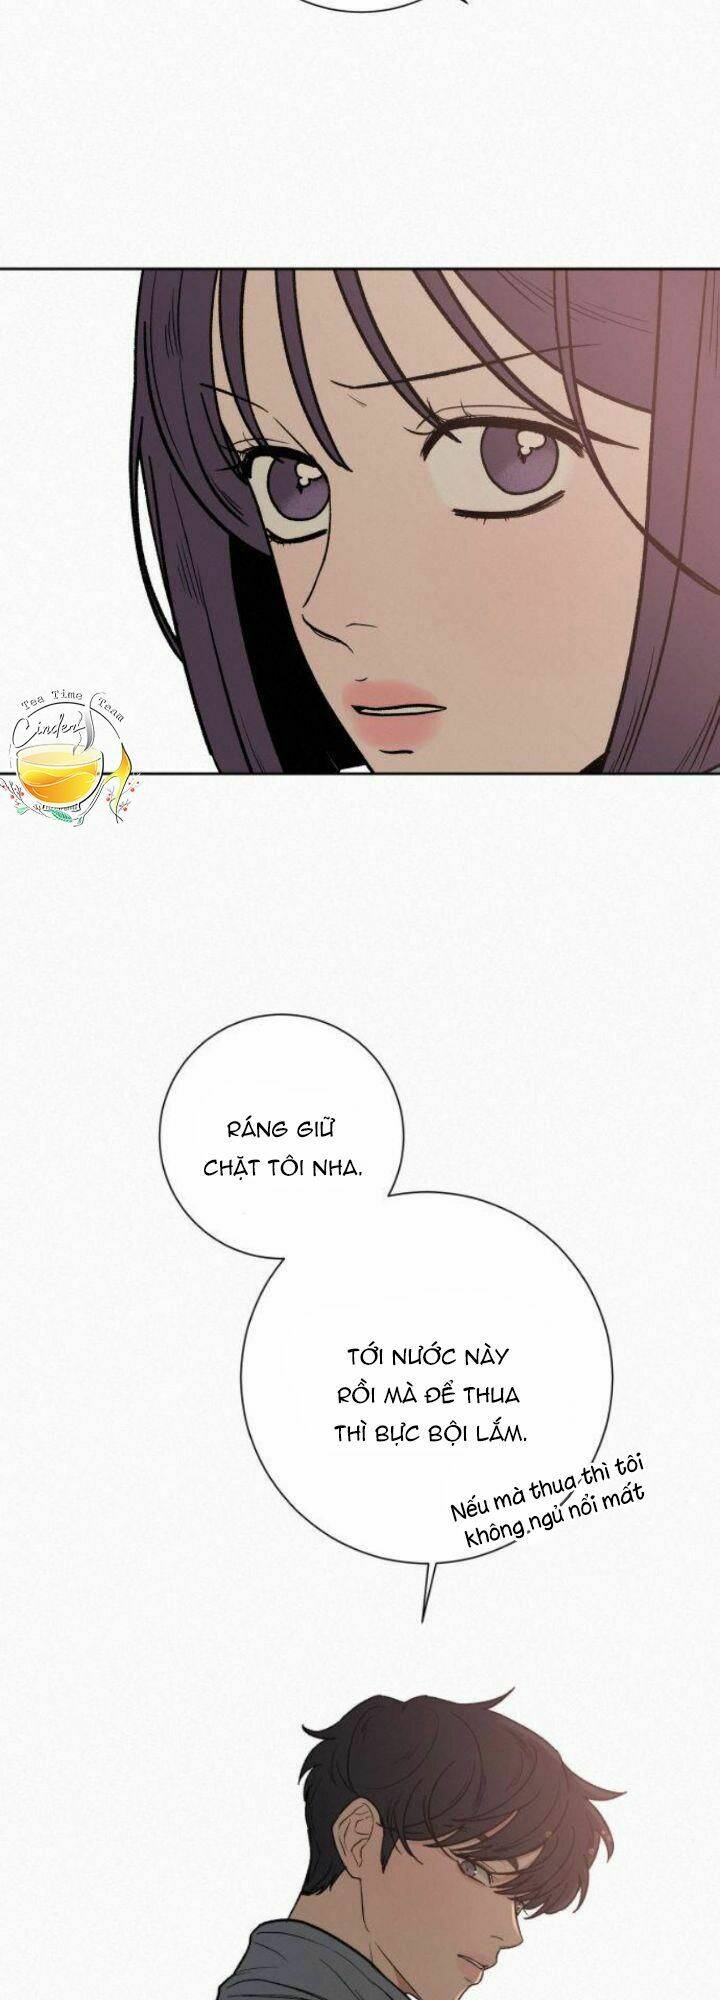 Tea Time Team
Cinder
RÁNG GIỮ
CHẶT TÔI NHA.
TỚI NƯỚC NÀY
RỒI MÀ ĐỂ THUA
THÌ BỰC BỘI LẮM.
Nếu mà thua thì tôi
không ngủ nổi mất